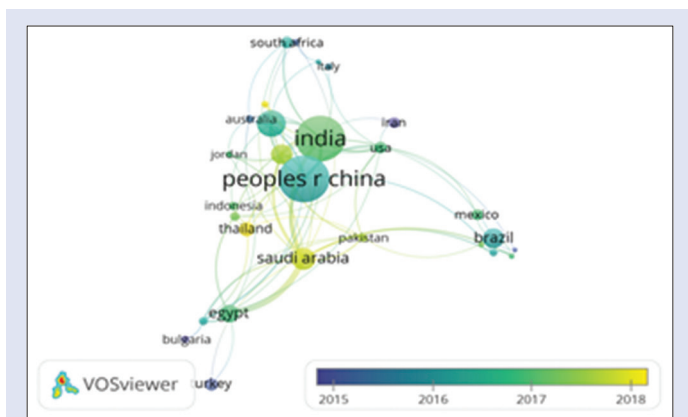 south africa
italy
australia
iran
india
usa
jordan
peoples r china
indonesia
mexico
thailand
pakistan
brazil
saudi arabia
egypt
bulgaria
VOSviewer
urkey
2015 2016 2017 2018